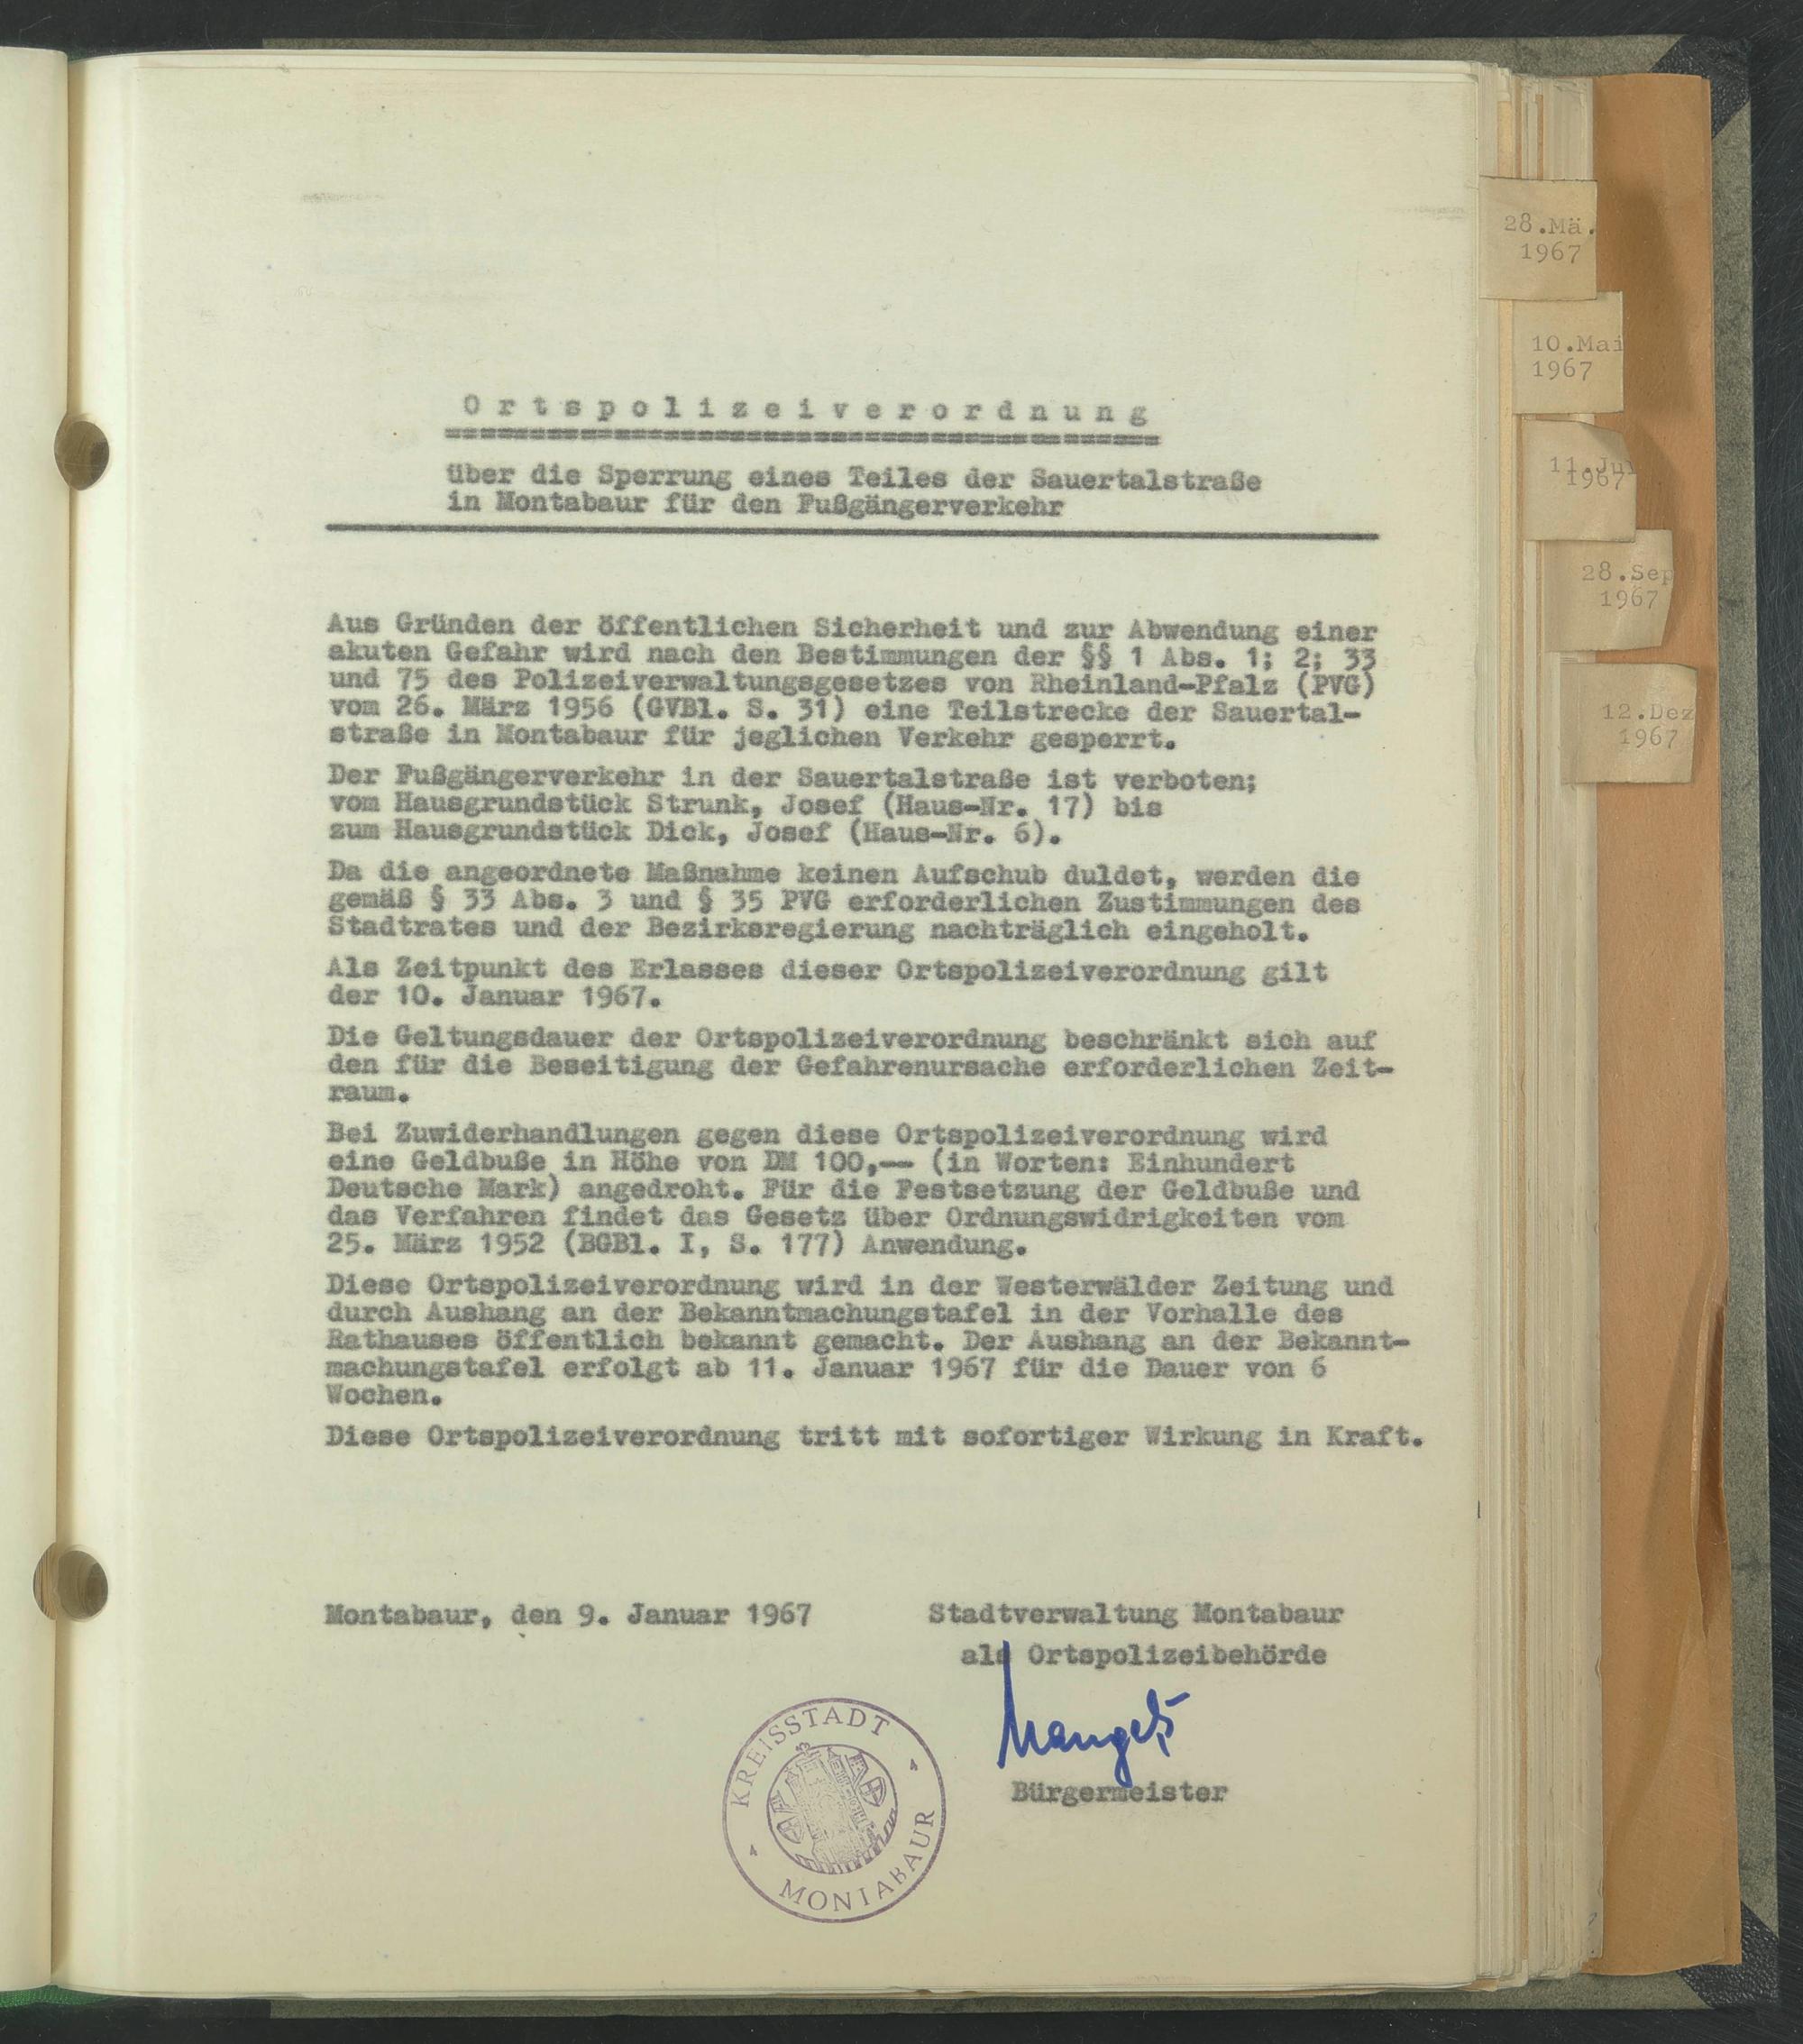 Ortspolizeiverordnung
über die Sperrung eines Teiles der Sauertalstraße
in Montabaur für den Fußgängerverkehr
Aus Gründen der öffentlichen Sicherheit und zur Abwendung einer
akuten Gefahr wird nach den Bestimmungen der §§ 1 Abs. 1; 2; 33
und 75 des Polizeiverwaltungsgesetzes von Rheinland-Pfalz (PVG)
vom 26. März 1956 (GVBl. S. 31) eine Teilstrecke der Sauertal-
straße in Montabaur für jeglichen Verkehr gesperrt.
Der Fußgängerverkehr in der Sauertalstraße ist verboten;
vom Hausgrundstück Strunk, Josef (Haus-Nr. 17) bis
zum Hausgrundstück Dick, Josef (Haus-Nr. 6).
Da die angeordnete Maßnahme keinen Aufschub duldet, werden die
gemäß § 33 Abs. 3 und § 35 PVG erforderlichen Zustimmungen des
Stadtrates und der Bezirksregierung nachträglich eingeholt.
Als Zeitpunkt des Erlasses dieser Ortspolizeiverordnung gilt
der 10. Januar 1967.
Die Geltungsdauer der Ortspolizeiverordnung beschränkt sich auf
den für die Beseitigung der Gefahrenursache erforderlichen Zeit-
raum.
Bei Zuwiderhandlungen gegen diese Ortspolizeiverordnung wird
eine Geldbuße in Höhe von DM 100,-- (in Worten: Einhundert
Deutsche Mark) angedroht. Für die Festsetzung der Geldbuße und
das Verfahren findet das Gesetz über Ordnungswidrigkeiten vom
25. März 1952 (BGBl. I, S. 177) Anwendung.
Diese Ortspolizeiverordnung wird in der Westerwälder Zeitung und
durch Aushang an der Bekanntmachungstafel in der Vorhalle des
Rathauses öffentlich bekannt gemacht. Der Aushang an der Bekannt-
machungstafel erfolgt ab 11. Januar 1967 für die Dauer von 6
Wochen.
Diese Ortspolizeiverordnung tritt mit sofortiger Wirkung in Kraft.
Montabaur, den 9. Januar 1967
Stadtverwaltung Montabaur
als Ortspolizeibehörde
Mangels
Bürgermeister
KREISSTADT
MONTABAUR
28.Mä.
1967
10.Mai
1967
11.Jul
1967
28.Sep
1967
12.Dez
1967